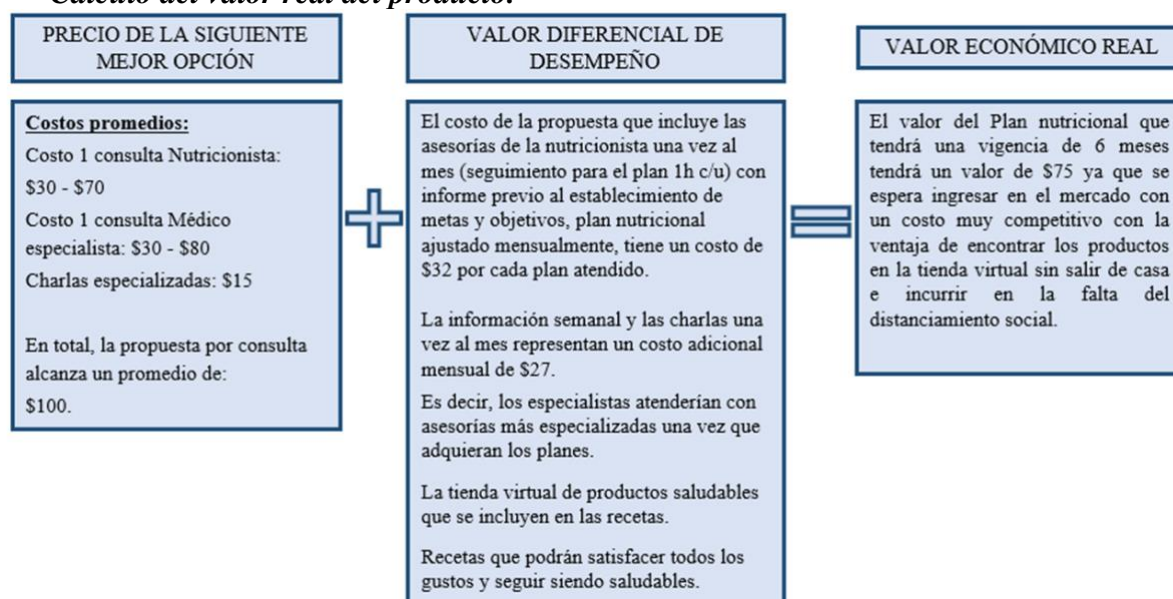 Cálculo del valor real del producto:
PRECIO DE LA SIGUIENTE
MEJOR OPCIÓN
Costos promedios:
Costo 1 consulta Nutricionista:
$30 - $70
Costo 1 consulta Médico
especialista: $30 - $80
Charlas especializadas: $15
En total, la propuesta por consulta
alcanza un promedio de:
$100.
VALOR DIFERENCIAL DE
DESEMPEÑO
El costo de la propuesta que incluye las
asesorías de la nutricionista una vez al
mes (seguimiento para el plan 1h c/u) con
informe previo al establecimiento de
metas y objetivos, plan nutricional
ajustado mensualmente, tiene un costo de
$32 por cada plan atendido.
La información semanal y las charlas una
vez al mes representan un costo adicional
mensual de $27.
Es decir, los especialistas atenderían con
asesorías más especializadas una vez que
adquieran los planes.
La tienda virtual de productos saludables
que se incluyen en las recetas.
Recetas que podrán satisfacer todos los
gustos y seguir siendo saludables.
VALOR ECONÓMICO REAL
El valor del Plan nutricional que
tendrá una vigencia de 6 meses
tendrá un valor de $75 ya que se
espera ingresar en el mercado con
un costo muy competitivo con la
ventaja de encontrar los productos
en la tienda virtual sin salir de casa
e incurrir en la falta del
distanciamiento social.